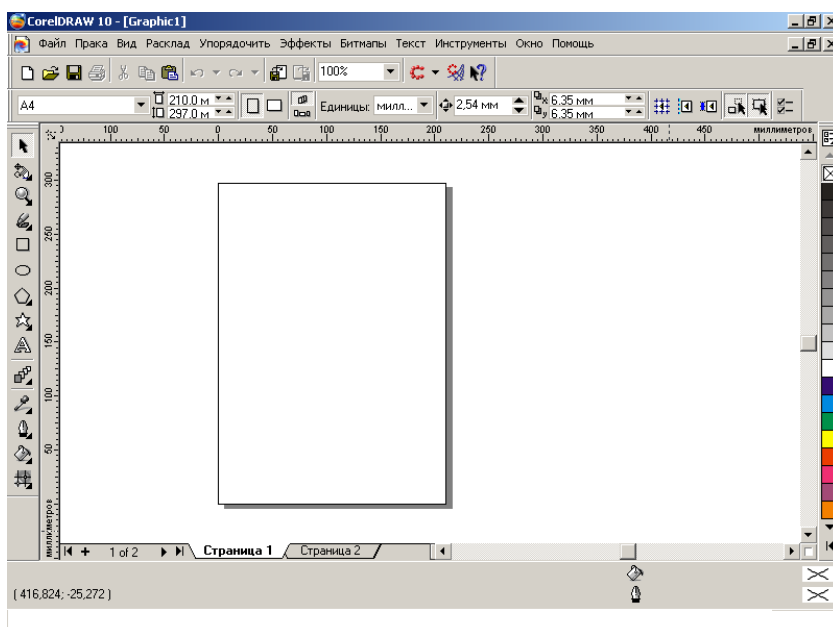 CorelDRAW 10 - [Graphic1]
Файл Прака Вид Расклад Упорядочить Эффекты Битмапы Текст Инструменты Окно Помощь
100%
A4 210.0 м 297.0 м Единицы: милл... 2,54 мм x 6.35 мм y 6.35 мм
100 50 0 50 100 150 200 250 300 350 400 450 миллиметров
300
250
200
150
100
50
миллиметров
1 of 2 Страница 1 Страница 2
( 416,824; -25,272 )